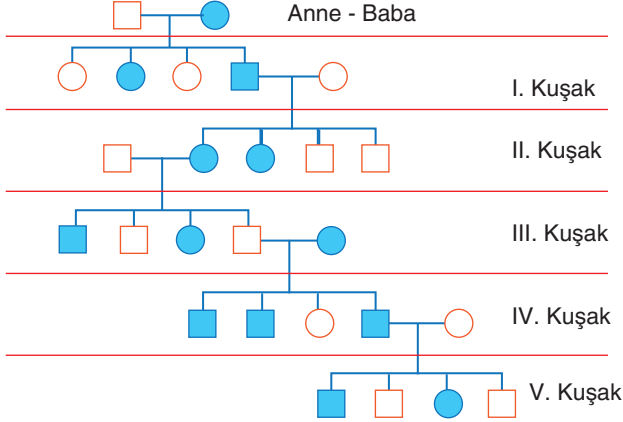 Anne - Baba
I. Kuşak
II. Kuşak
III. Kuşak
IV. Kuşak
V. Kuşak